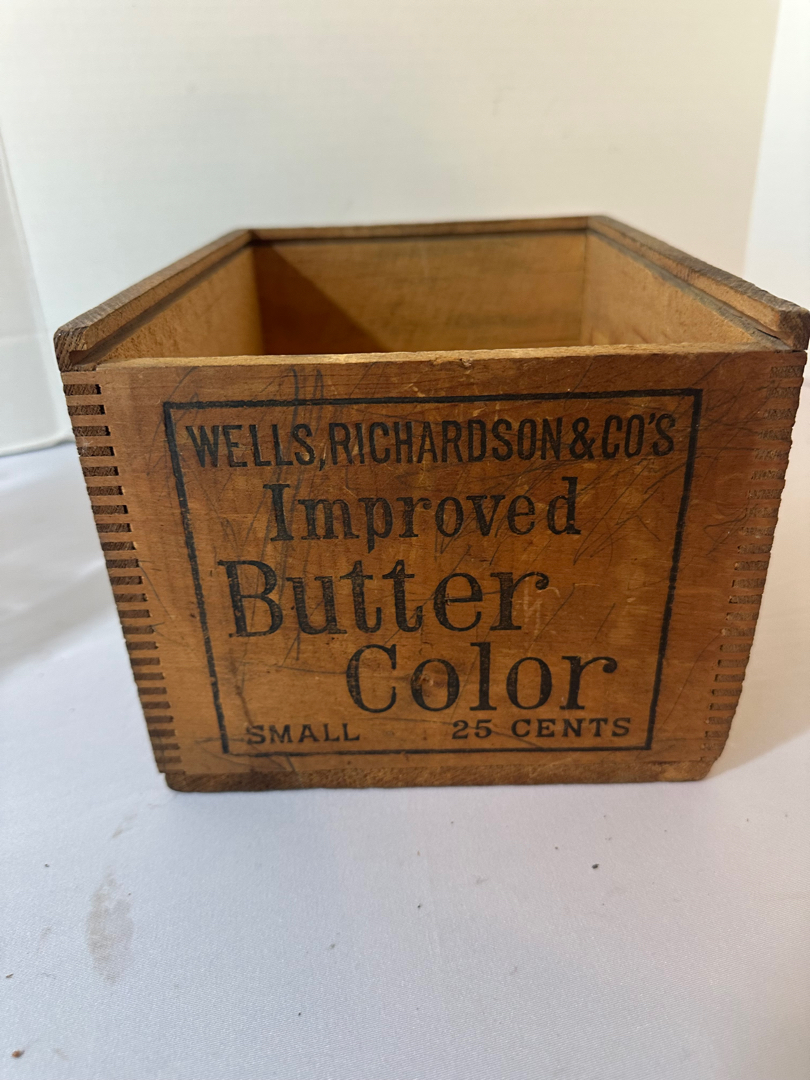 WELLS, RICHARDSON & CO'S
Improved
Butter
Color
SMALL 25 CENTS